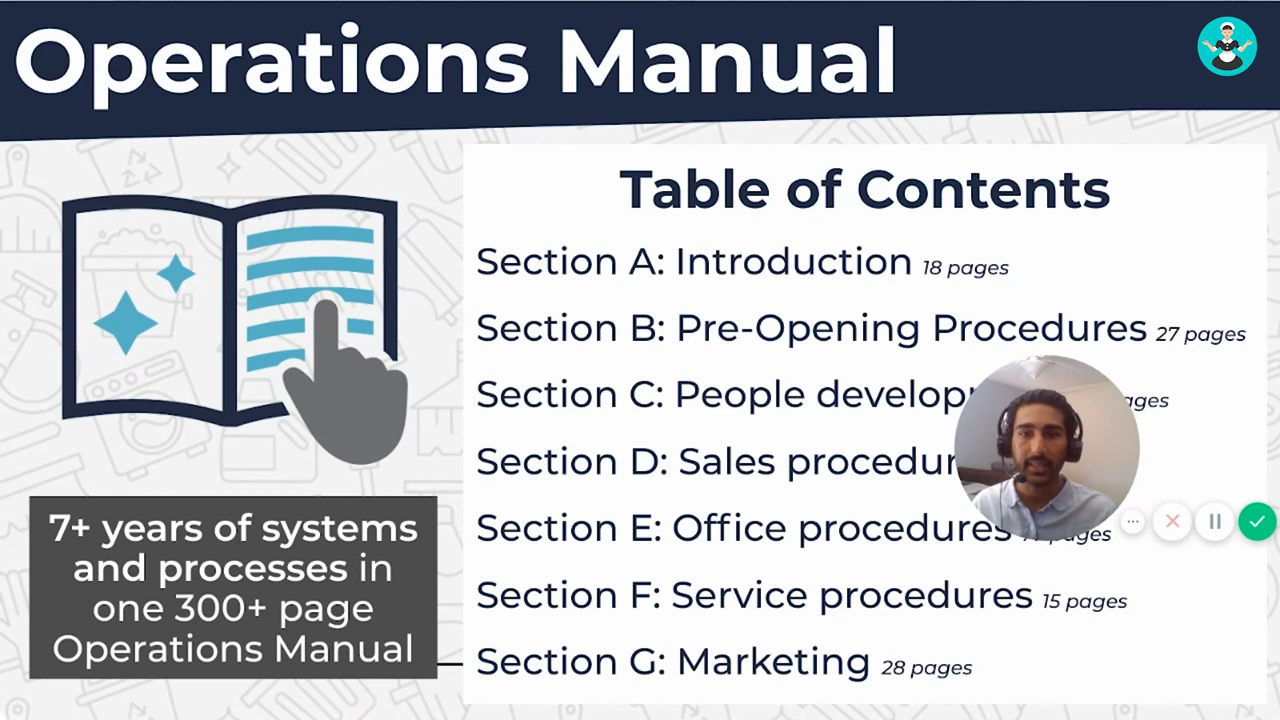 Operations Manual
Table of Contents
Section A: Introduction 18 pages
Section B: Pre-Opening Procedures 27 pages
Section C: People
Section D: Sales
Section E: Office procedures
Section F: Service procedures 15 pages
Section G: Marketing 28 pages
7+ years of systems
and processes in
one 300+ page
Operations Manual